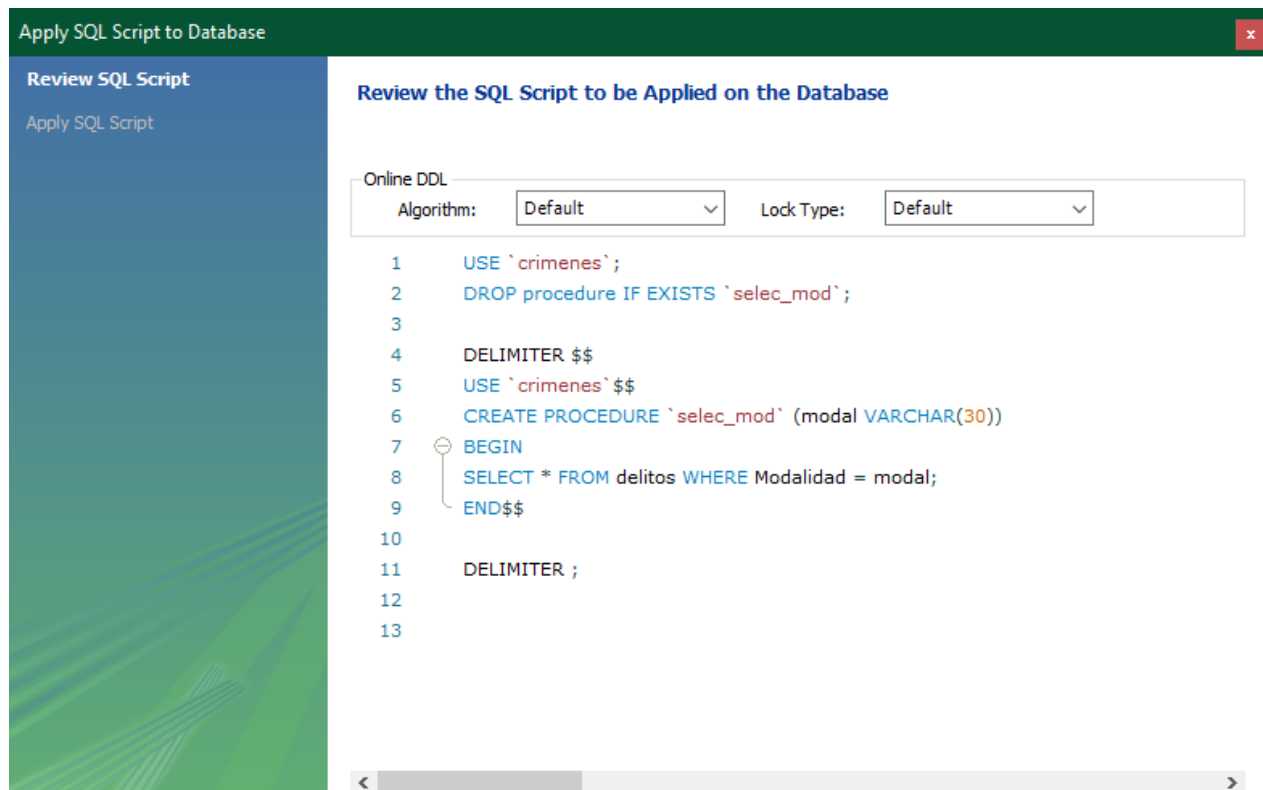 Apply SQL Script to Database
x
Review SQL Script
Apply SQL Script
Review the SQL Script to be Applied on the Database
Online DDL
Algorithm: Default Lock Type: Default
1 USE `crimenes`;
2 DROP procedure IF EXISTS `selec_mod`;
3
4 DELIMITER $$
5 USE `crimenes`$$
6 CREATE PROCEDURE `selec_mod` (modal VARCHAR(30))
7 BEGIN
8 SELECT * FROM delitos WHERE Modalidad = modal;
9 END$$
10
11 DELIMITER ;
12
13